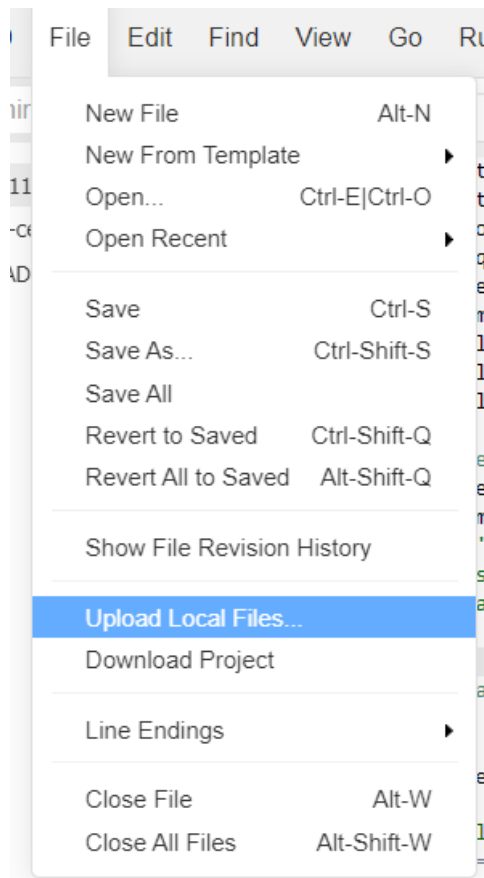 File Edit Find View Go
New File Alt-N
New From Template
Open... Ctrl-E|Ctrl-O
Open Recent
Save Ctrl-S
Save As... Ctrl-Shift-S
Save All
Revert to Saved Ctrl-Shift-Q
Revert All to Saved Alt-Shift-Q
Show File Revision History
Upload Local Files...
Download Project
Line Endings
Close File Alt-W
Close All Files Alt-Shift-W